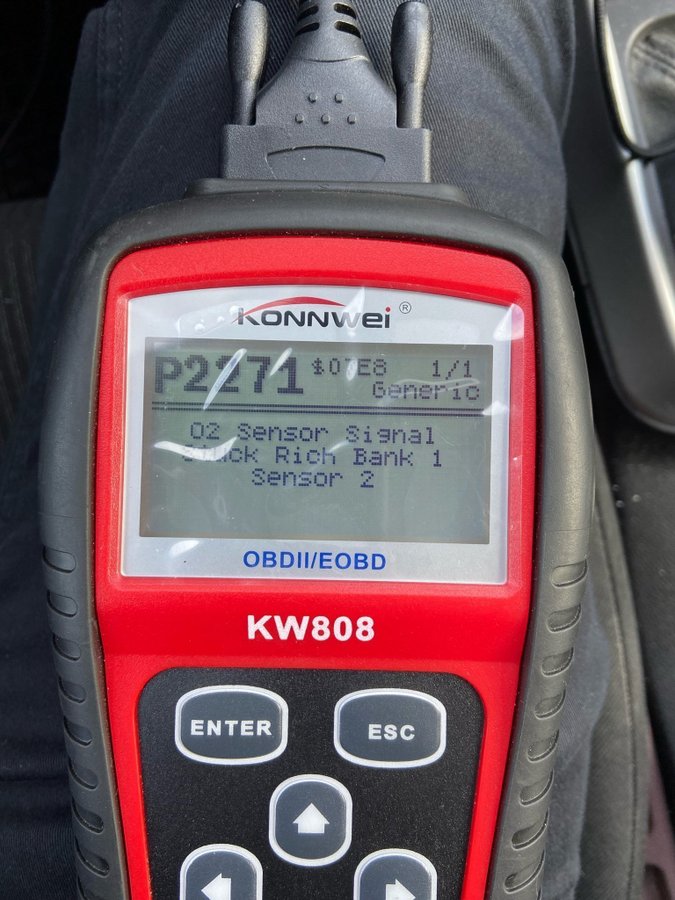 KONNWEI ®
P2271 $07E8 1/1
Generic
O2 Sensor Signal
Stuck Rich Bank 1
Sensor 2
OBDII/EOBD
KW808
ENTER ESC